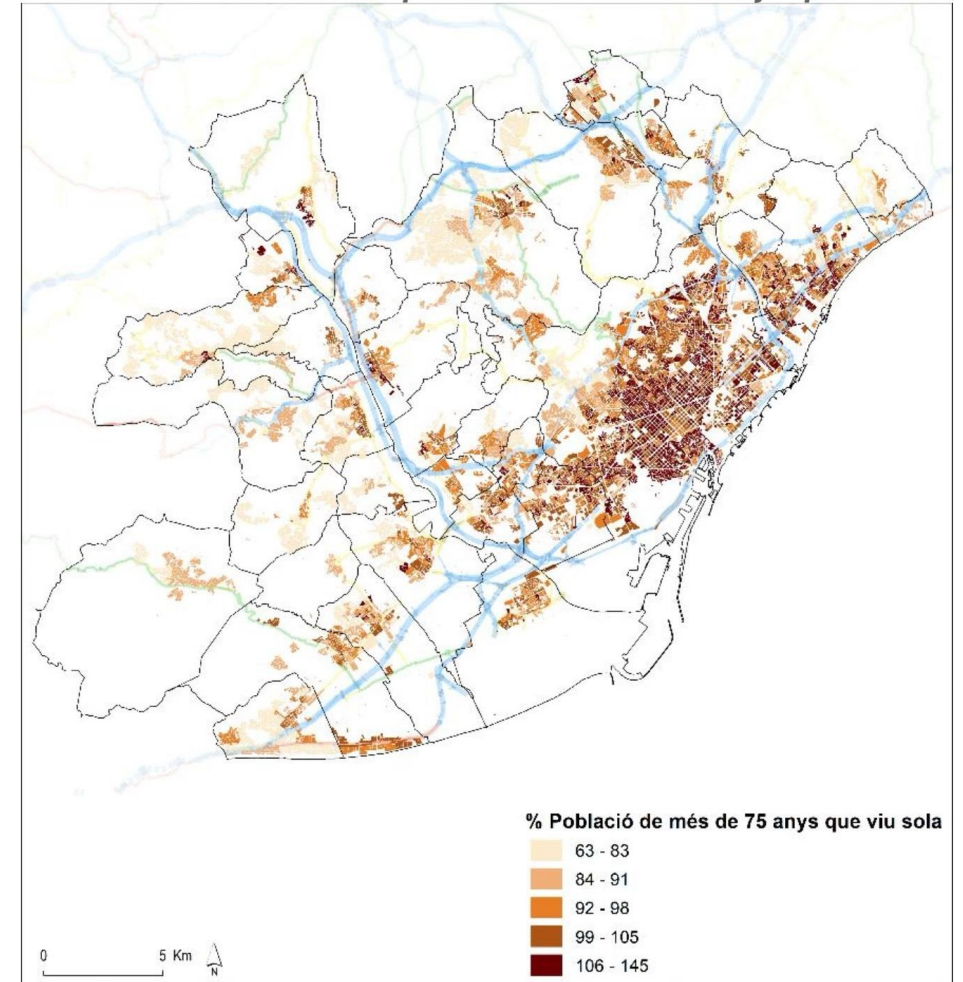 % Població de més de 75 anys que viu sola
63 - 83
84 - 91
92 - 98
99 - 105
106 - 145
0 5 Km
N